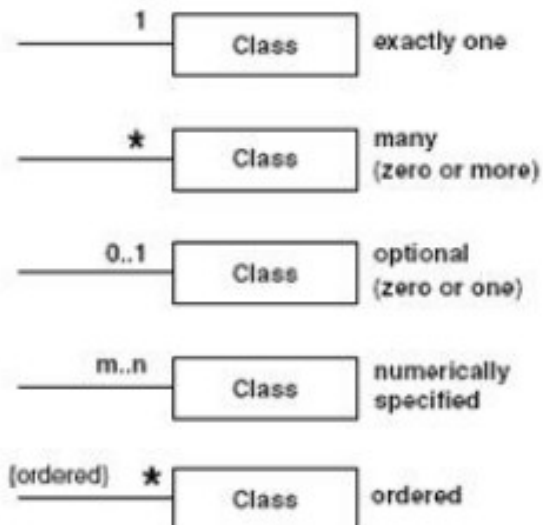 1 Class exactly one
* Class many
(zero or more)
0..1 Class optional
(zero or one)
m..n Class numerically
specified
{ordered} * Class ordered